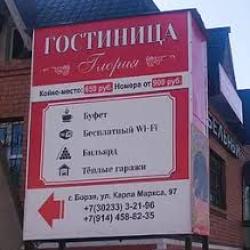 ГОСТИНИЦА
Глория
Койко-место: 650 руб. Номера от 900 руб.
Буфет
Бесплатный Wi-Fi
Бильярд
Тёплые гаражи
г. Борзя, ул. Карла Маркса, 97
+7(30233) 3-21-96
+7(914) 458-82-35